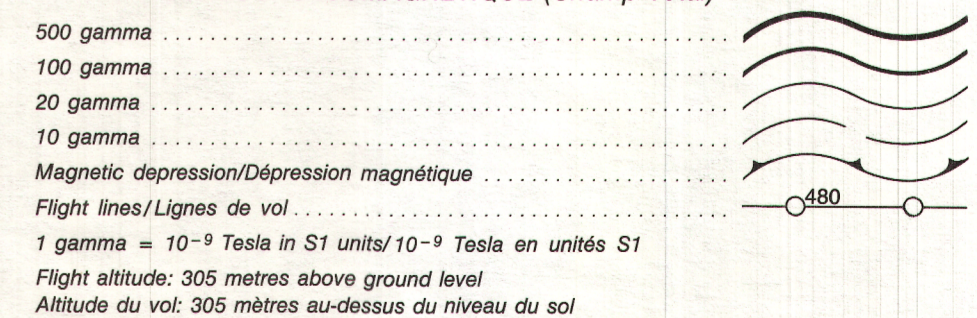 (Champ Total)
500 gamma
100 gamma
20 gamma
10 gamma
Magnetic depression/Dépression magnétique
Flight lines/Lignes de vol
480
1 gamma = 10⁻⁹ Tesla in S1 units/10⁻⁹ Tesla en unités S1
Flight altitude: 305 metres above ground level
Altitude du vol: 305 mètres au-dessus du niveau du sol